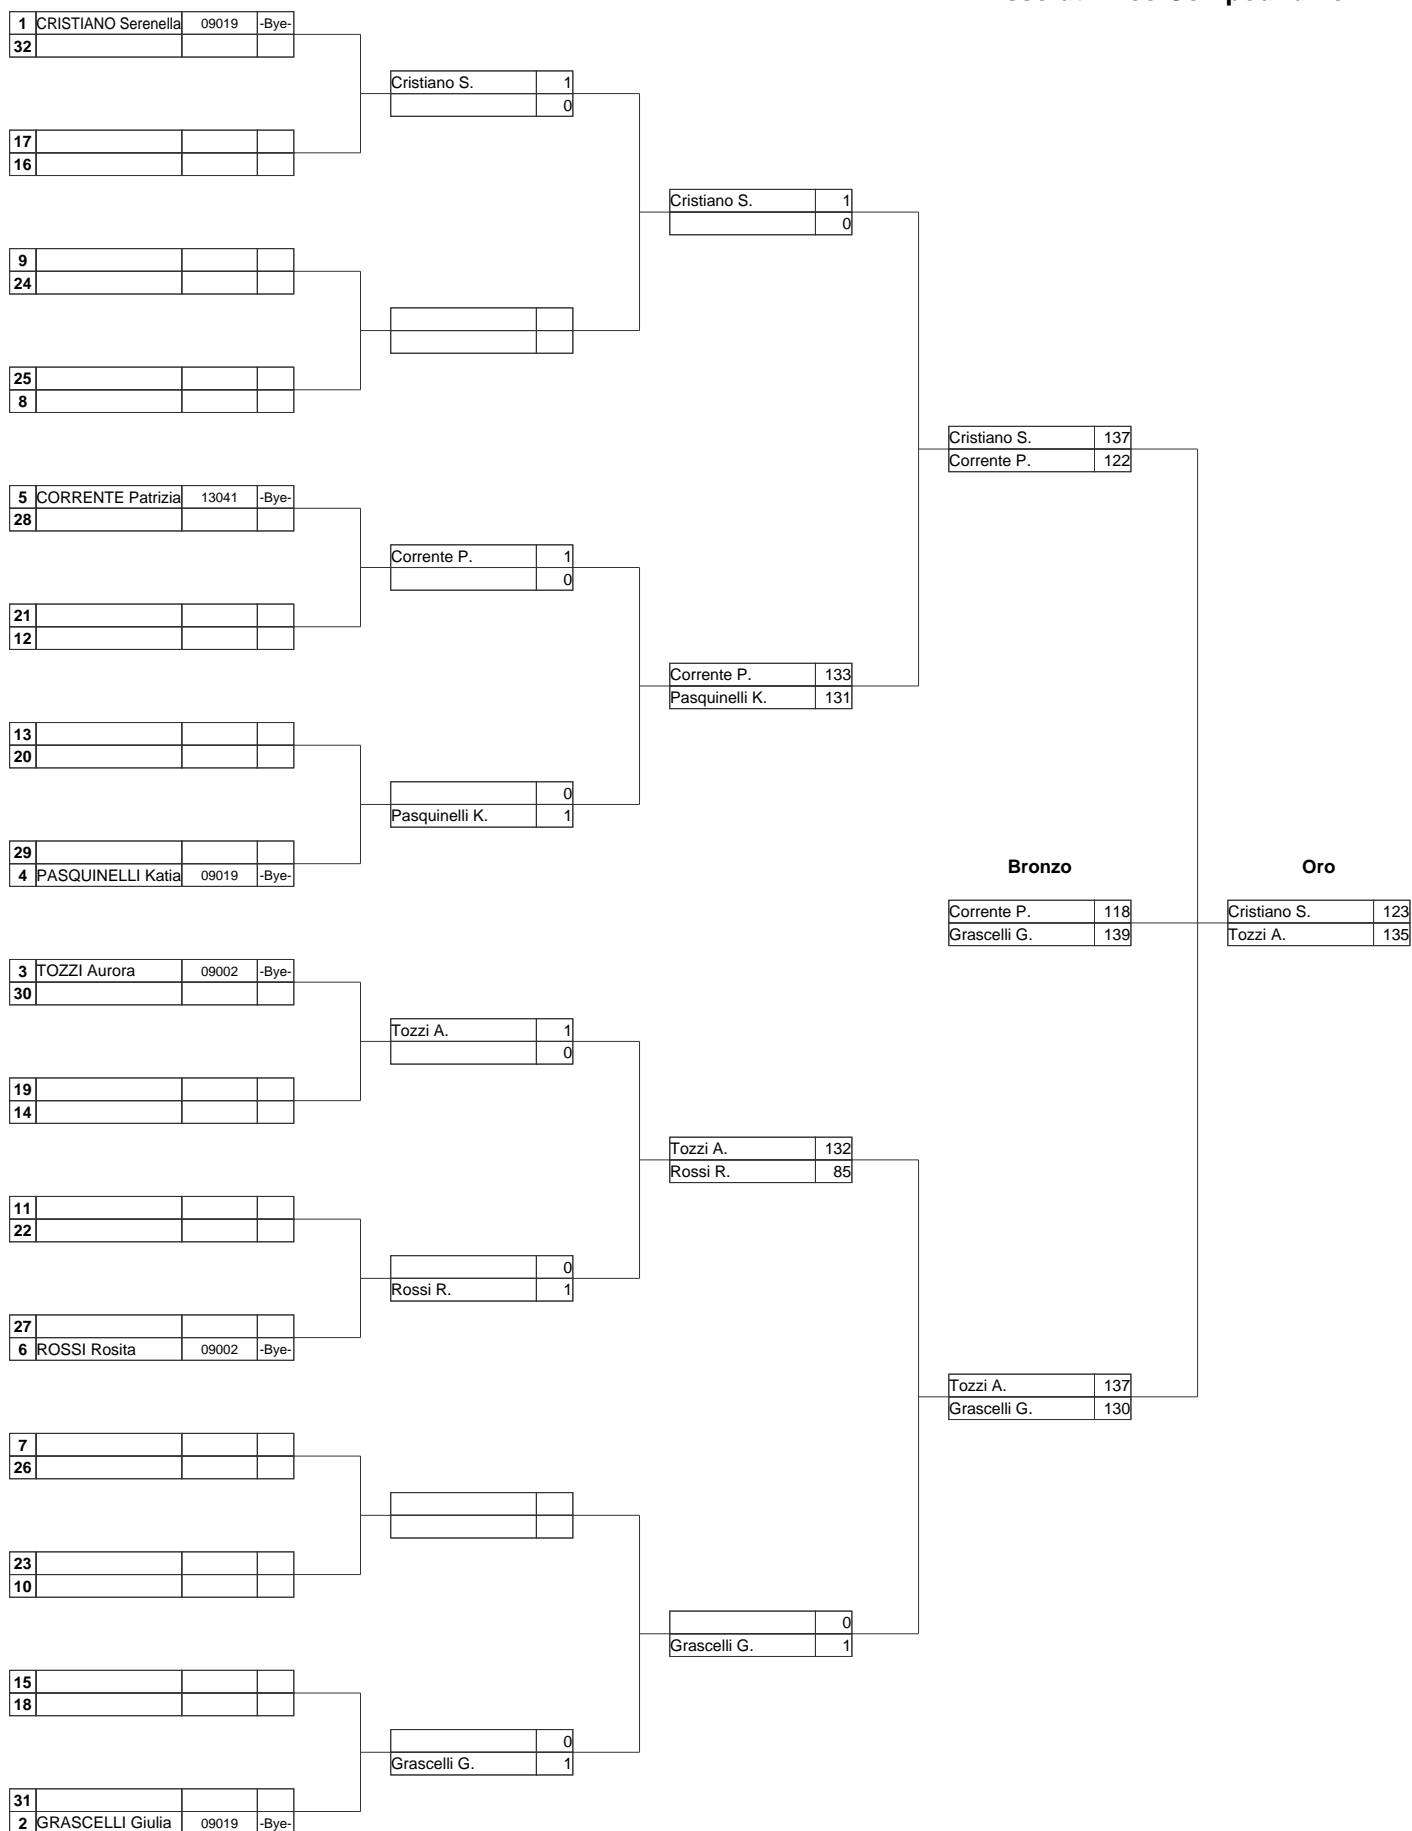 1 CRISTIANO Serenella 09019 -Bye-
32
Cristiano S. 1
0
17
16
Cristiano S. 1
0
9
24
25
8
Cristiano S. 137
Corrente P. 122
5 CORRENTE Patrizia 13041 -Bye-
28
Corrente P. 1
0
21
12
Corrente P. 133
Pasquinelli K. 131
13
20
0
Pasquinelli K. 1
29
4 PASQUINELLI Katia 09019 -Bye-
Bronzo Oro
Corrente P. 118 Cristiano S. 123
Grascelli G. 139 Tozzi A. 135
3 TOZZI Aurora 09002 -Bye-
30
Tozzi A. 1
0
19
14
Tozzi A. 132
Rossi R. 85
11
22
0
Rossi R. 1
27
6 ROSSI Rosita 09002 -Bye-
Tozzi A. 137
Grascelli G. 130
7
26
23
10
0
Grascelli G. 1
15
18
0
Grascelli G. 1
31
2 GRASCELLI Giulia 09019 -Bye-